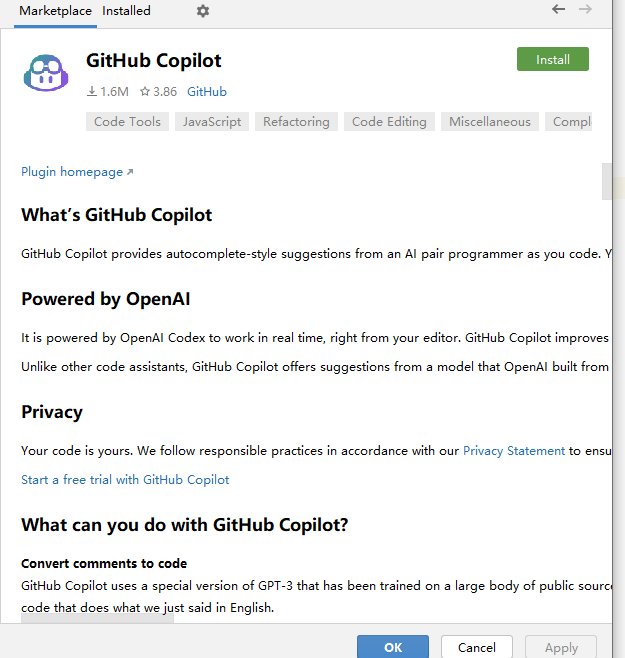 Marketplace Installed
GitHub Copilot
Install
1.6M 3.86 GitHub
Code Tools JavaScript Refactoring Code Editing Miscellaneous Compl
Plugin homepage
What's GitHub Copilot
GitHub Copilot provides autocomplete-style suggestions from an AI pair programmer as you code. Y
Powered by OpenAI
It is powered by OpenAI Codex to work in real time, right from your editor. GitHub Copilot improves
Unlike other code assistants, GitHub Copilot offers suggestions from a model that OpenAI built from
Privacy
Your code is yours. We follow responsible practices in accordance with our Privacy Statement to ensu
Start a free trial with GitHub Copilot
What can you do with GitHub Copilot?
Convert comments to code
GitHub Copilot uses a special version of GPT-3 that has been trained on a large body of public source
code that does what we just said in English.
OK Cancel Apply